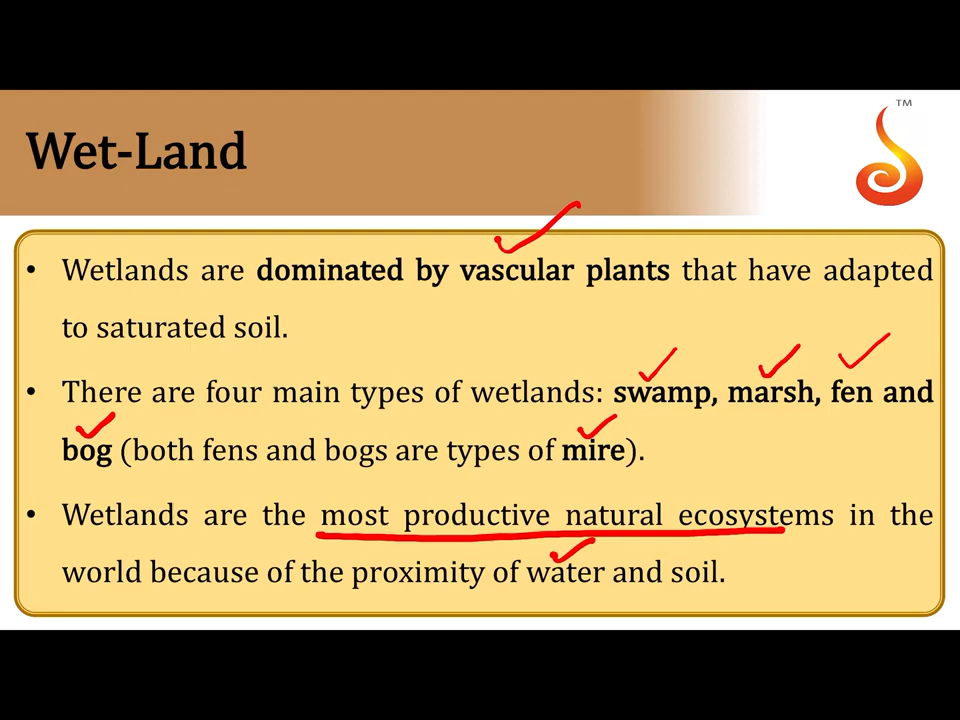 TM
Wet-Land
• Wetlands are dominated by vascular plants that have adapted
to saturated soil.
• There are four main types of wetlands: swamp, marsh, fen and
bog (both fens and bogs are types of mire).
• Wetlands are the most productive natural ecosystems in the
world because of the proximity of water and soil.